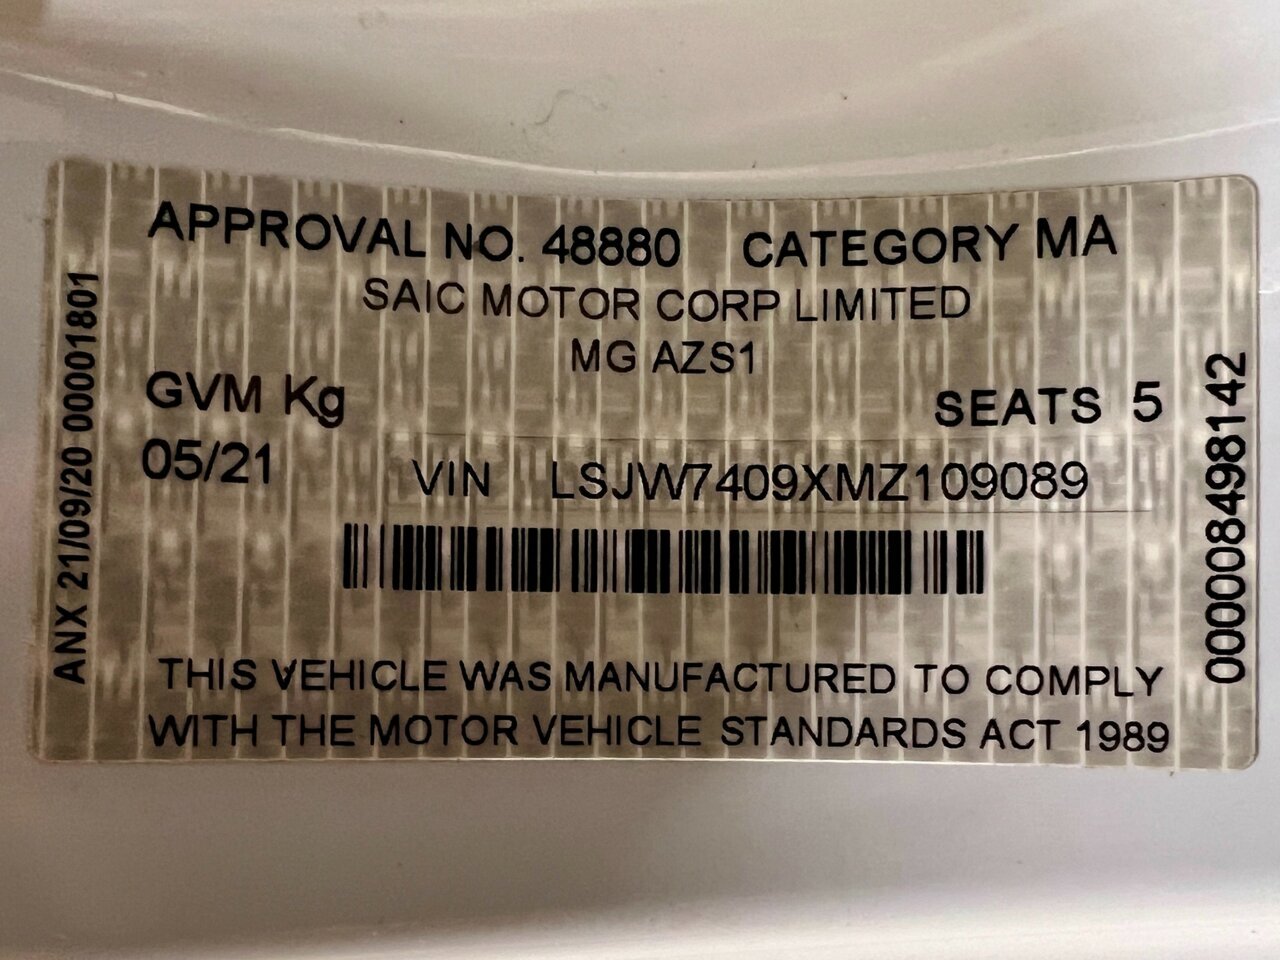 APPROVAL NO. 48880 CATEGORY MA
SAIC MOTOR CORP LIMITED
MG AZS1
GVM Kg SEATS 5
05/21 VIN LSJW7409XMZ109089
THIS VEHICLE WAS MANUFACTURED TO COMPLY
WITH THE MOTOR VEHICLE STANDARDS ACT 1989
ANX 21/09/20 00001801
000008498142